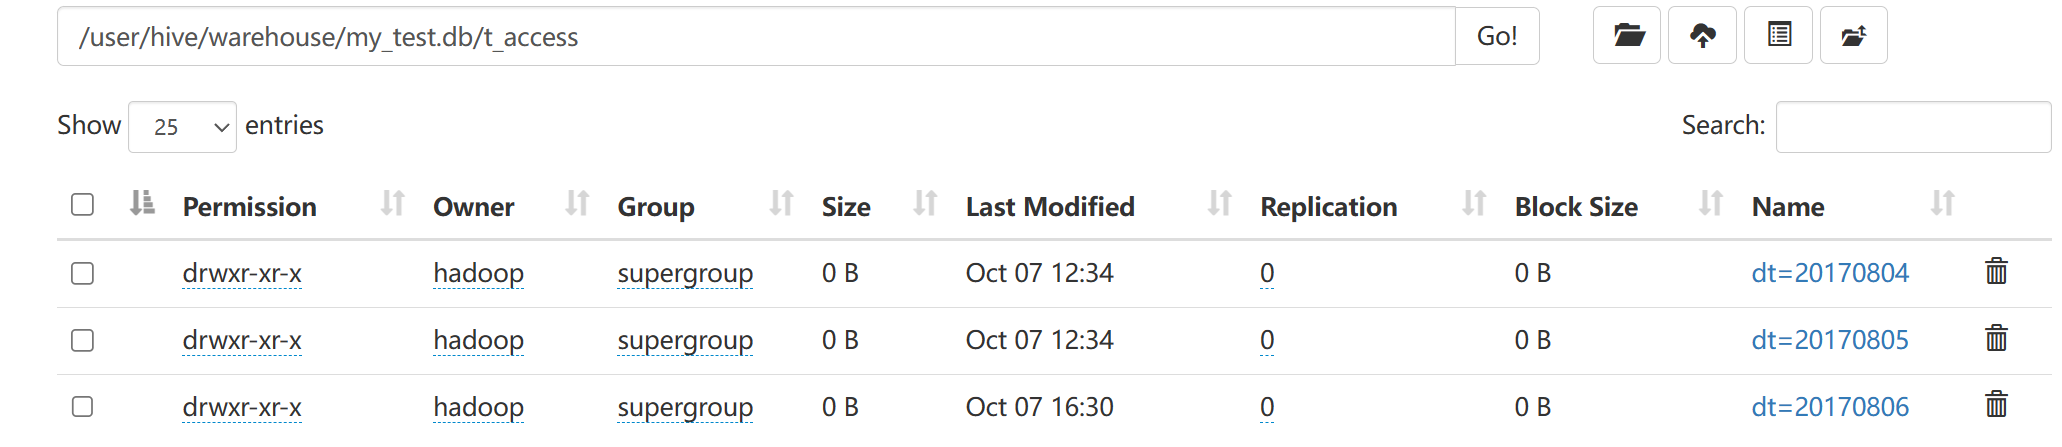 /user/hive/warehouse/my_test.db/t_access Go!
Show 25 entries Search:
Permission Owner Group Size Last Modified Replication Block Size Name
drwxr-xr-x hadoop supergroup 0 B Oct 07 12:34 0 0 B dt=20170804
drwxr-xr-x hadoop supergroup 0 B Oct 07 12:34 0 0 B dt=20170805
drwxr-xr-x hadoop supergroup 0 B Oct 07 16:30 0 0 B dt=20170806